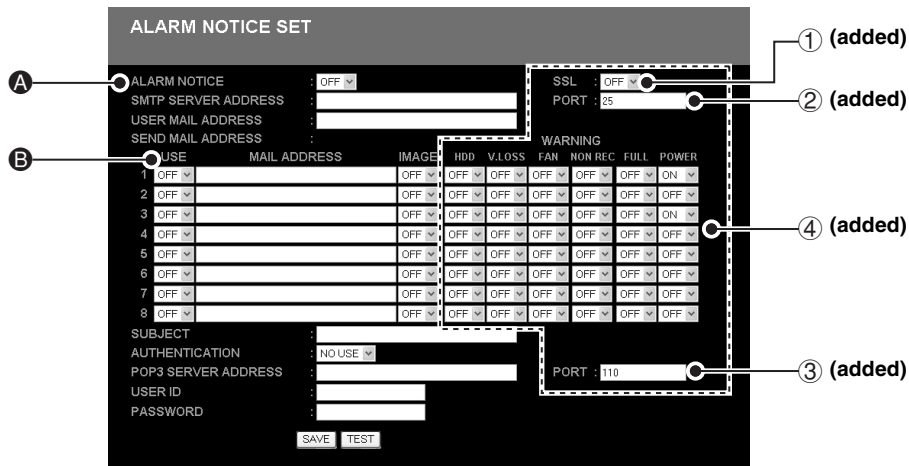 ALARM NOTICE SET
① (added)
Ⓐ ALARM NOTICE : OFF SSL : OFF
SMTP SERVER ADDRESS : PORT : 25 ② (added)
USER MAIL ADDRESS :
SEND MAIL ADDRESS : WARNING
Ⓑ USE MAIL ADDRESS IMAGE HDD V.LOSS FAN NON REC FULL POWER
1 OFF OFF OFF OFF OFF OFF OFF ON
2 OFF OFF OFF OFF OFF OFF OFF OFF
3 OFF OFF OFF OFF OFF OFF OFF ON
4 OFF OFF OFF OFF OFF OFF OFF OFF ④ (added)
5 OFF OFF OFF OFF OFF OFF OFF OFF
6 OFF OFF OFF OFF OFF OFF OFF OFF
7 OFF OFF OFF OFF OFF OFF OFF OFF
8 OFF OFF OFF OFF OFF OFF OFF OFF
SUBJECT :
AUTHENTICATION : NO USE
POP3 SERVER ADDRESS : PORT : 110 ③ (added)
USER ID :
PASSWORD :
SAVE TEST